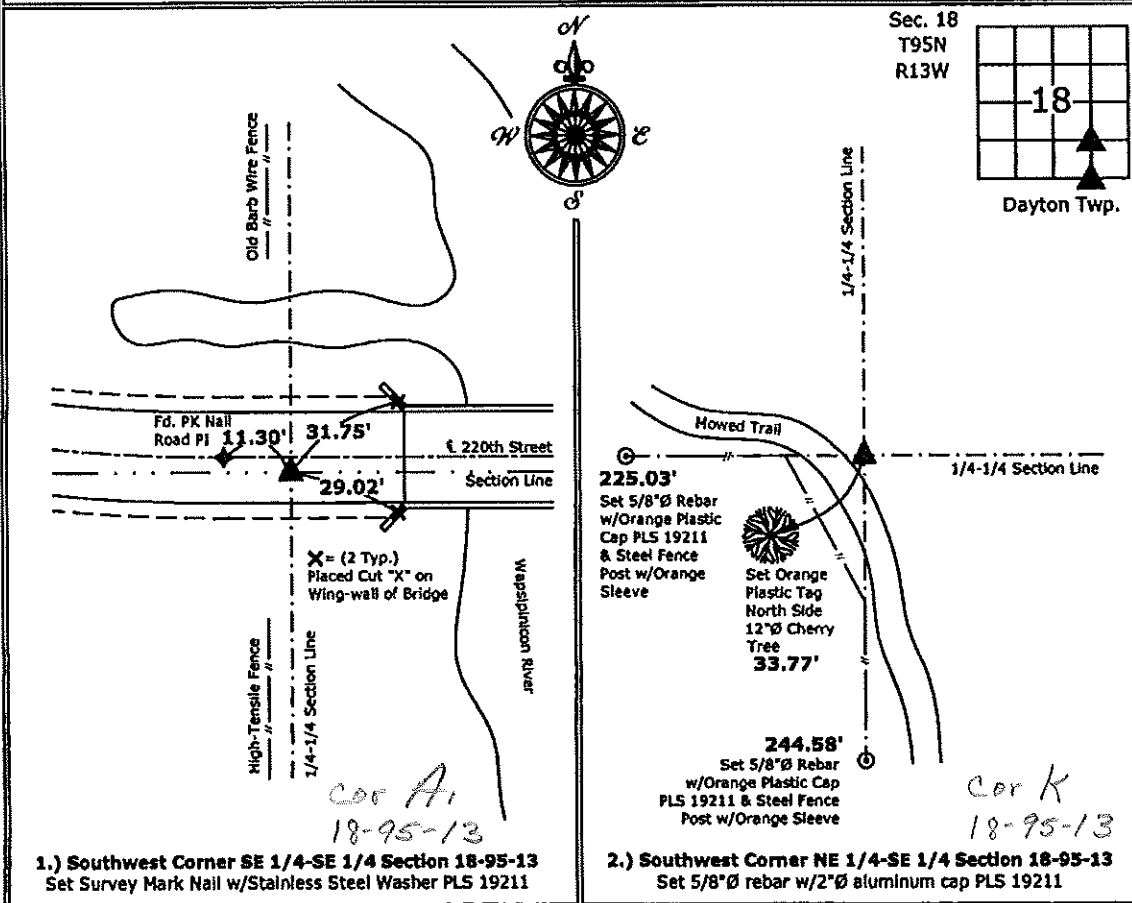 N
W
E
S
Sec. 18
T95N
R13W
18
Dayton Twp.
Old Barb Wire Fence
Fd. PK Nail
Road PI
11.30'
31.75'
℄ 220th Street
Section Line
29.02'
X= (2 Typ.)
Placed Cut "X" on
Wing-wall of Bridge
Wapsipinicon River
High-Tensile Fence
1/4-1/4 Section Line
cor A1
18-95-13
1.) Southwest Corner SE 1/4-SE 1/4 Section 18-95-13
Set Survey Mark Nail w/Stainless Steel Washer PLS 19211
1/4-1/4 Section Line
Mowed Trail
1/4-1/4 Section Line
225.03'
Set 5/8"Ø Rebar
w/Orange Plastic
Cap PLS 19211
& Steel Fence
Post w/Orange
Sleeve
Set Orange
Plastic Tag
North Side
12"Ø Cherry
Tree
33.77'
244.58'
Set 5/8"Ø Rebar
w/Orange Plastic Cap
PLS 19211 & Steel Fence
Post w/Orange Sleeve
cor K
18-95-13
2.) Southwest Corner NE 1/4-SE 1/4 Section 18-95-13
Set 5/8"Ø rebar w/2"Ø aluminum cap PLS 19211